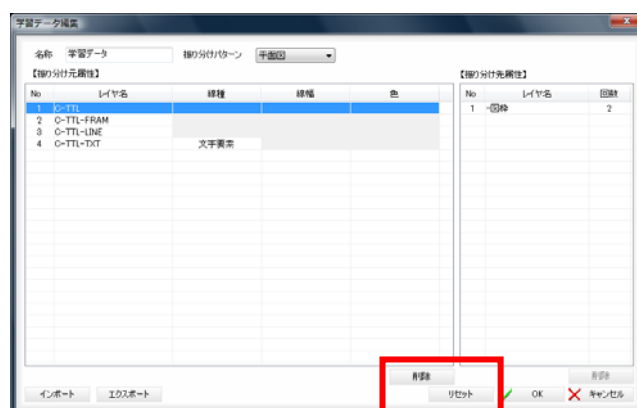 学習データ編集
名称 学習データ 振り分けパターン 平面図
【振り分け元属性】 【振り分け先属性】
No レイヤ名 線種 線幅 色 No レイヤ名 回数
1 C-TTL 1 -図枠 2
2 C-TTL-FRAM
3 C-TTL-LINE
4 C-TTL-TXT 文字要素
削除 削除
インポート エクスポート リセット OK キャンセル